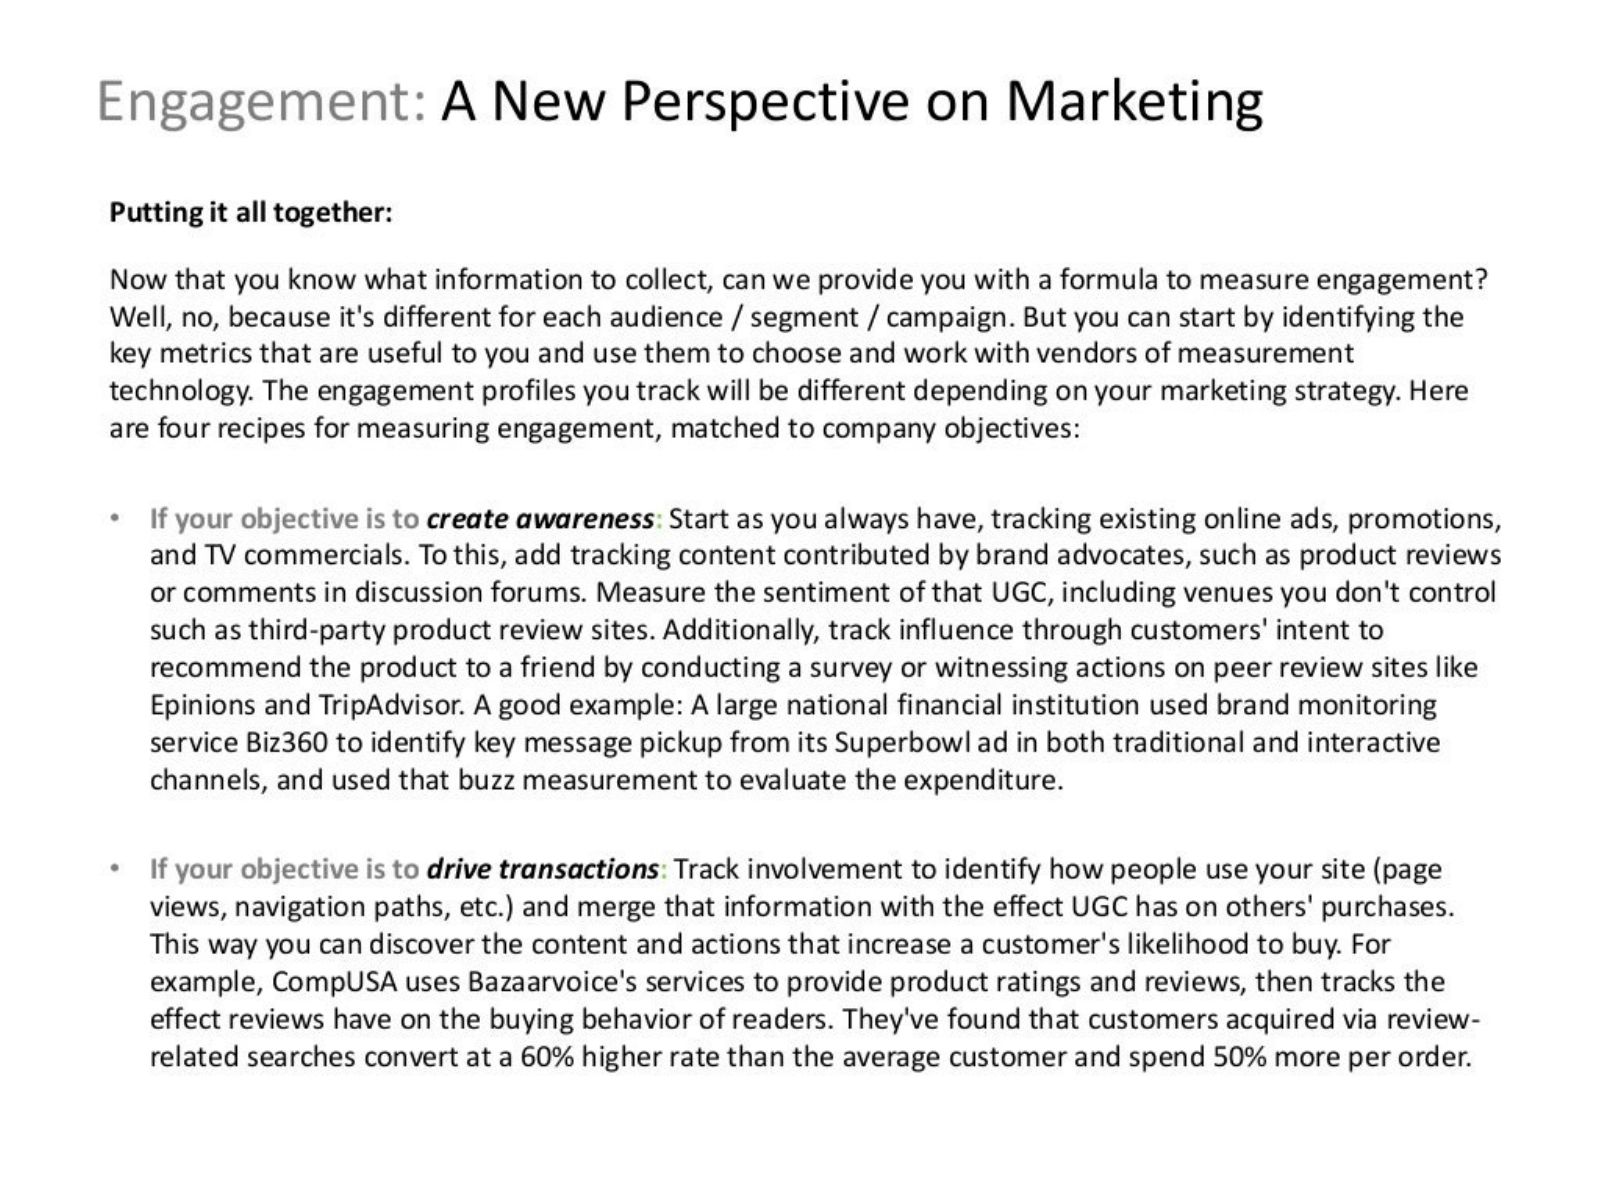 Engagement: A New Perspective on Marketing
Putting it all together:
Now that you know what information to collect, can we provide you with a formula to measure engagement?
Well, no, because it's different for each audience / segment / campaign. But you can start by identifying the
key metrics that are useful to you and use them to choose and work with vendors of measurement
technology. The engagement profiles you track will be different depending on your marketing strategy. Here
are four recipes for measuring engagement, matched to company objectives:
• If your objective is to create awareness: Start as you always have, tracking existing online ads, promotions,
and TV commercials. To this, add tracking content contributed by brand advocates, such as product reviews
or comments in discussion forums. Measure the sentiment of that UGC, including venues you don't control
such as third-party product review sites. Additionally, track influence through customers' intent to
recommend the product to a friend by conducting a survey or witnessing actions on peer review sites like
Epinions and TripAdvisor. A good example: A large national financial institution used brand monitoring
service Biz360 to identify key message pickup from its Superbowl ad in both traditional and interactive
channels, and used that buzz measurement to evaluate the expenditure.
• If your objective is to drive transactions: Track involvement to identify how people use your site (page
views, navigation paths, etc.) and merge that information with the effect UGC has on others' purchases.
This way you can discover the content and actions that increase a customer's likelihood to buy. For
example, CompUSA uses Bazaarvoice's services to provide product ratings and reviews, then tracks the
effect reviews have on the buying behavior of readers. They've found that customers acquired via review-
related searches convert at a 60% higher rate than the average customer and spend 50% more per order.